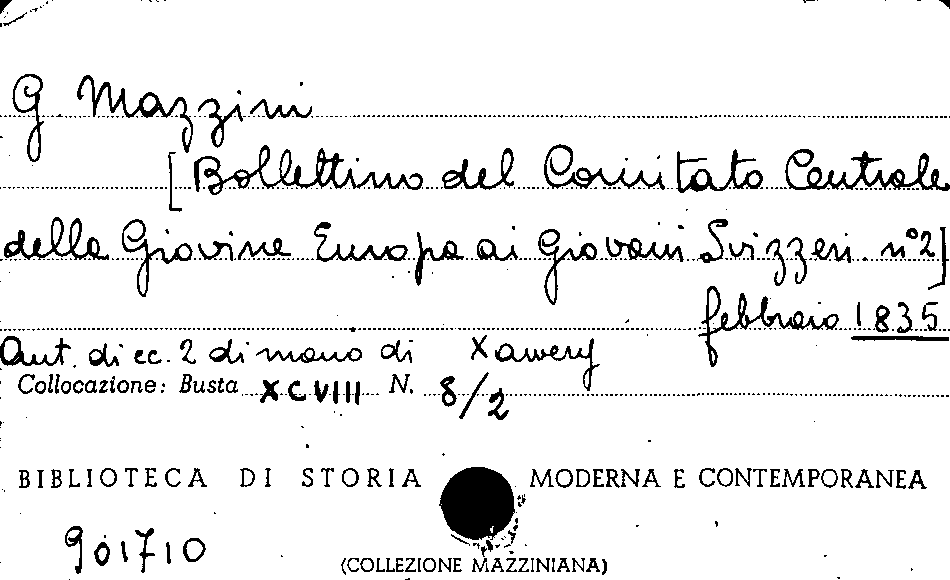 G. Mazzini
[Bollettino del Comitato Centrale
della Giovine Europa ai Giovani Svizzeri. n° 2]
febbraio 1835
Aut. di cc. 2 di mano di Xawery
Collocazione: Busta XCVIII N. 8/2
BIBLIOTECA DI STORIA MODERNA E CONTEMPORANEA
901710
(COLLEZIONE MAZZINIANA)